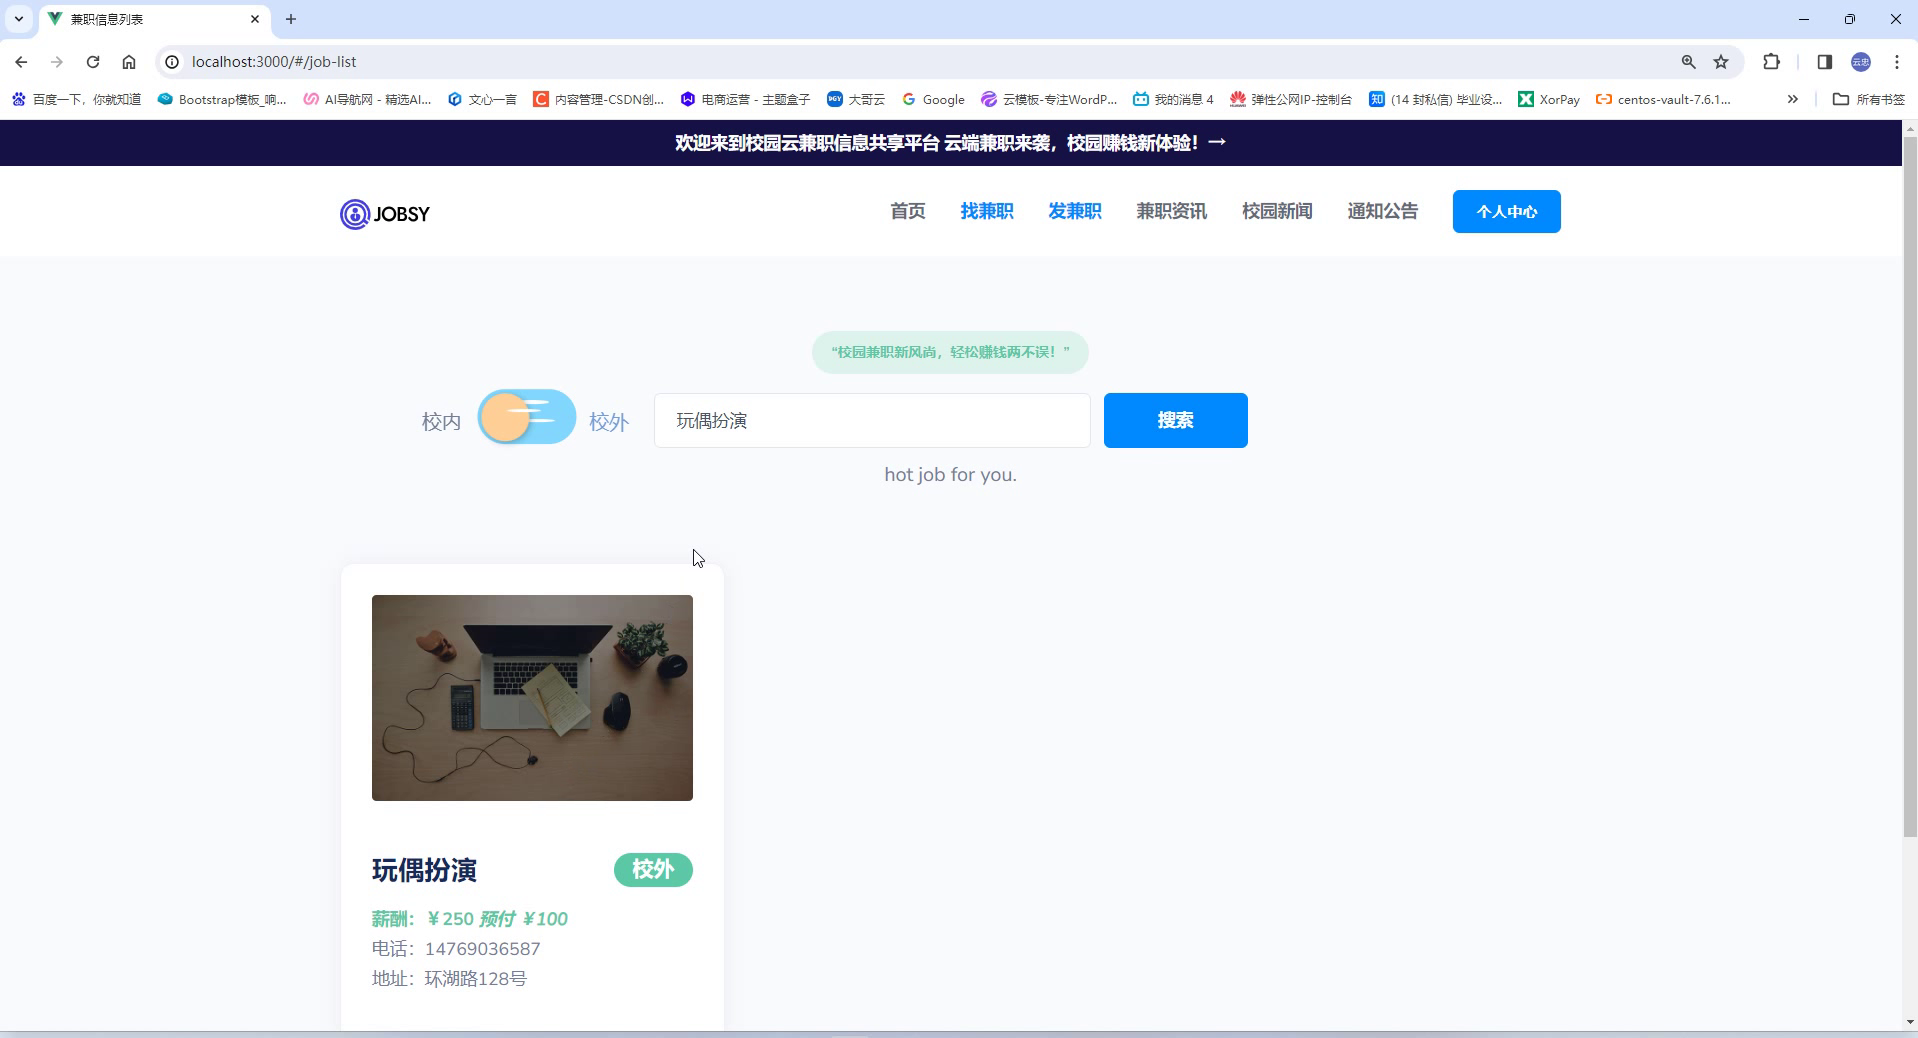 兼职信息列表
localhost:3000/#/job-list
百度一下，你就知道
Bootstrap模板_响...
AI导航网 - 精选AI...
文心一言
内容管理-CSDN创...
电商运营 - 主题盒子
大哥云
Google
云模板-专注WordP...
我的消息 4
弹性公网IP-控制台
(14 封私信) 毕业设...
XorPay
centos-vault-7.6.1...
所有书签
云忠
欢迎来到校园云兼职信息共享平台 云端兼职来袭，校园赚钱新体验！→
JOBSY
首页
找兼职
发兼职
兼职资讯
校园新闻
通知公告
个人中心
“校园兼职新风尚，轻松赚钱两不误！”
校内
校外
玩偶扮演
搜索
hot job for you.
玩偶扮演
校外
薪酬：￥250 预付 ￥100
电话：14769036587
地址：环湖路128号